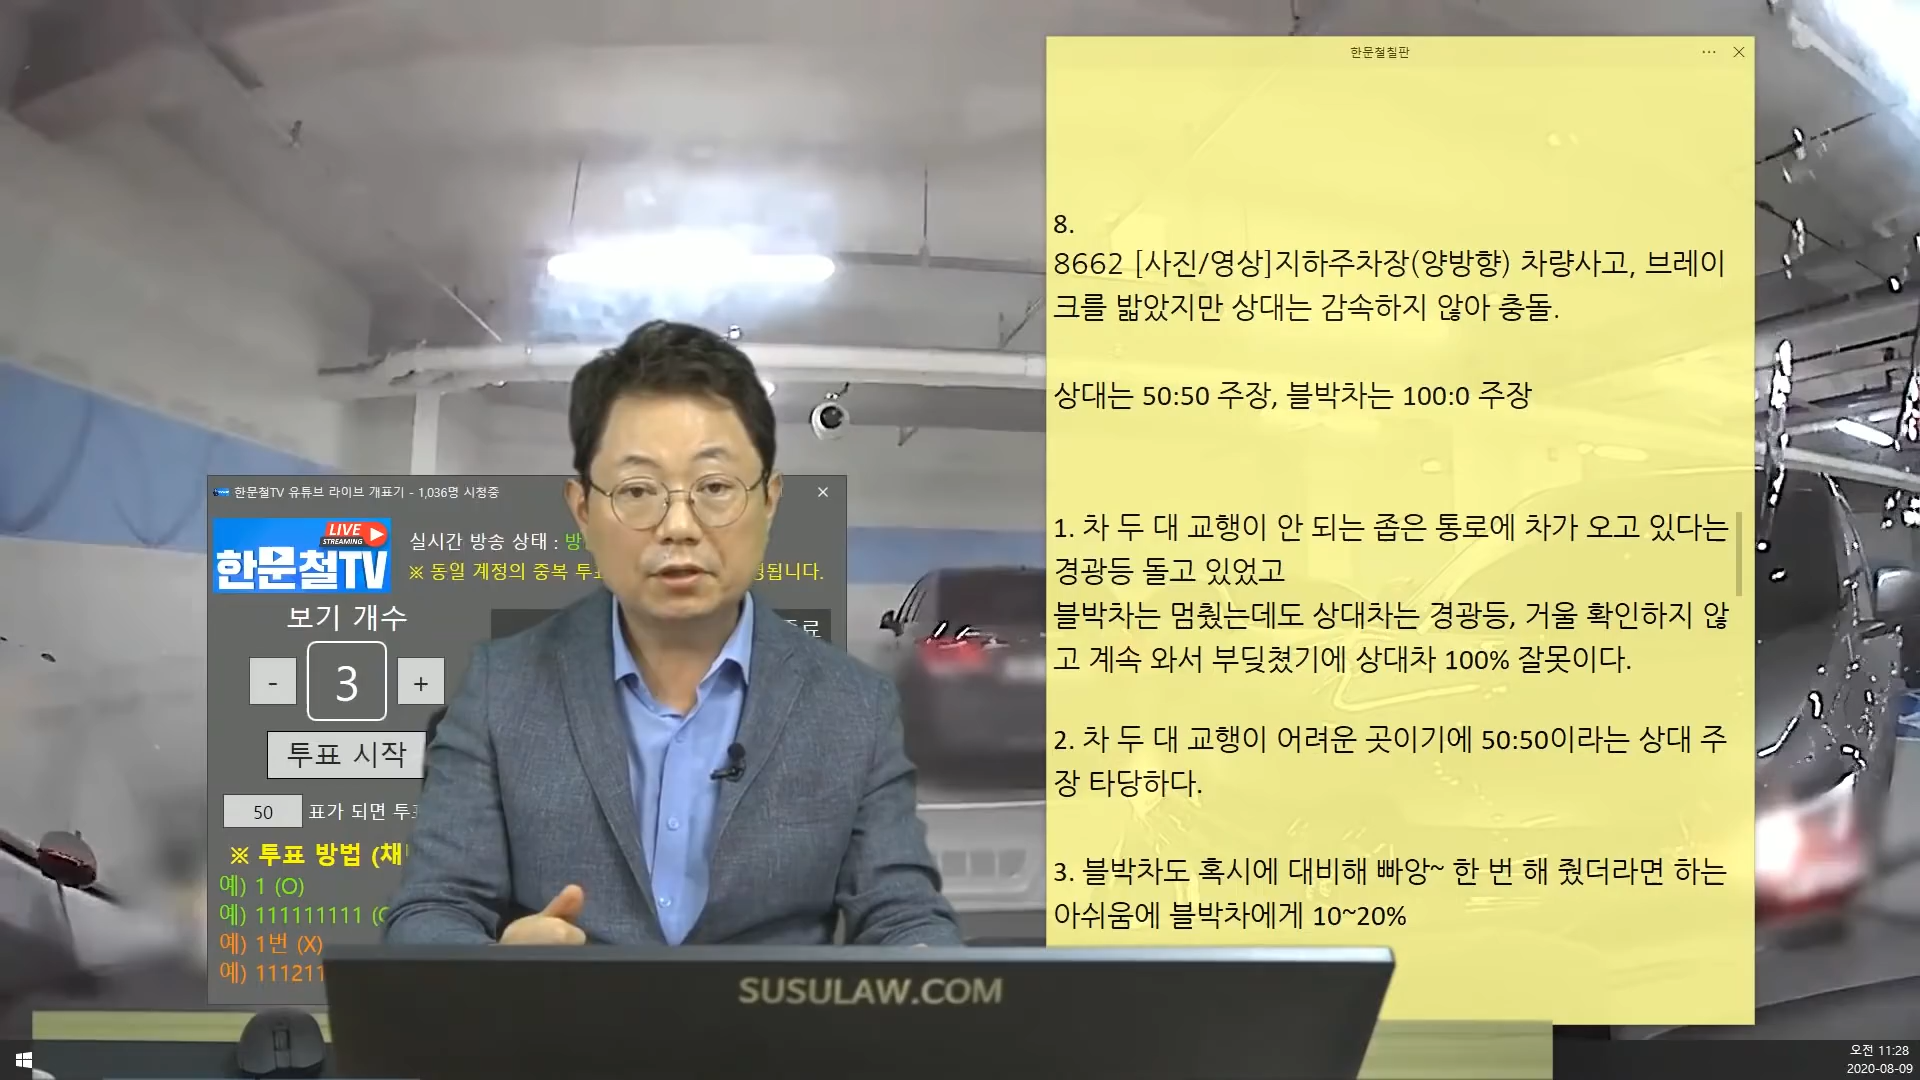 한문철칠판
8.
8662 [사진/영상]지하주차장(양방향) 차량사고, 브레이
크를 밟았지만 상대는 감속하지 않아 충돌.
상대는 50:50 주장, 블박차는 100:0 주장
1. 차 두 대 교행이 안 되는 좁은 통로에 차가 오고 있다는
경광등 돌고 있었고
블박차는 멈췄는데도 상대차는 경광등, 거울 확인하지 않
고 계속 와서 부딪쳤기에 상대차 100% 잘못이다.
2. 차 두 대 교행이 어려운 곳이기에 50:50이라는 상대 주
장 타당하다.
3. 블박차도 혹시에 대비해 빠앙~ 한 번 해 줬더라면 하는
아쉬움에 블박차에게 10~20%
한문철TV 유튜브 라이브 개표기 - 1,036명 시청중
LIVE
STREAMING
한문철TV
실시간 방송 상태 :
※ 동일 계정의 중복
보기 개수
- 3 +
투표 시작
50 표가 되면
※ 투표 방법
예) 1 (O)
예) 111111111
예) 1번 (X)
예) 111211
SUSULAW.COM
오전 11:28
2020-08-09